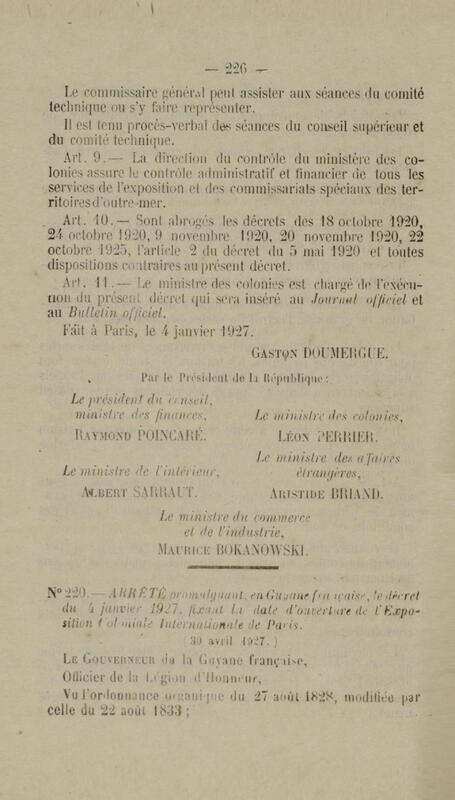 — 226 —
Le commissaire général peut assister aux séances du comité
technique ou s'y faire représenter.
Il est tenu procès-verbal des séances du conseil supérieur et
du comité technique.
Art. 9.— La direction du contrôle du ministère des co-
lonies assure le contrôle administratif et financier de tous les
services de l'exposition et des commissariats spéciaux des ter-
ritoires d'outre-mer.
Art. 10.— Sont abrogés les décrets des 18 octobre 1920,
24 octobre 1920, 9 novembre 1920, 20 novembre 1920, 22
octobre 1925, l'article 2 du décret du 5 mai 1920 et toutes
dispositions contraires au présent décret.
Art. 11.— Le ministre des colonies est chargé de l'exécu-
tion du présent décret qui sera inséré au Journal officiel et
au Bulletin officiel.
Fait à Paris, le 4 janvier 1927.
GASTON DOUMERGUE.
Par le Président de la République:
Le président du conseil,
ministre des finances,
RAYMOND POINCARÉ.
Le ministre des colonies,
LÉON PERRIER.
Le ministre de l'intérieur,
ALBERT SARRAUT.
Le ministre des affaires
étrangères,
ARISTIDE BRIAND.
Le ministre du commerce
et de l'industrie,
MAURICE BOKANOWSKI.
N° 220.— ARRÊTÉ promulguant, en Guyane française, le décret
du 4 janvier 1927, fixant la date d'ouverture de l'Expo-
sition Coloniale Internationale de Paris.
(30 avril 1927.)
LE GOUVERNEUR de la Guyane française,
Officier de la Légion d'Honneur,
Vu l'ordonnance organique du 27 août 1828, modifiée par
celle du 22 août 1833 ;